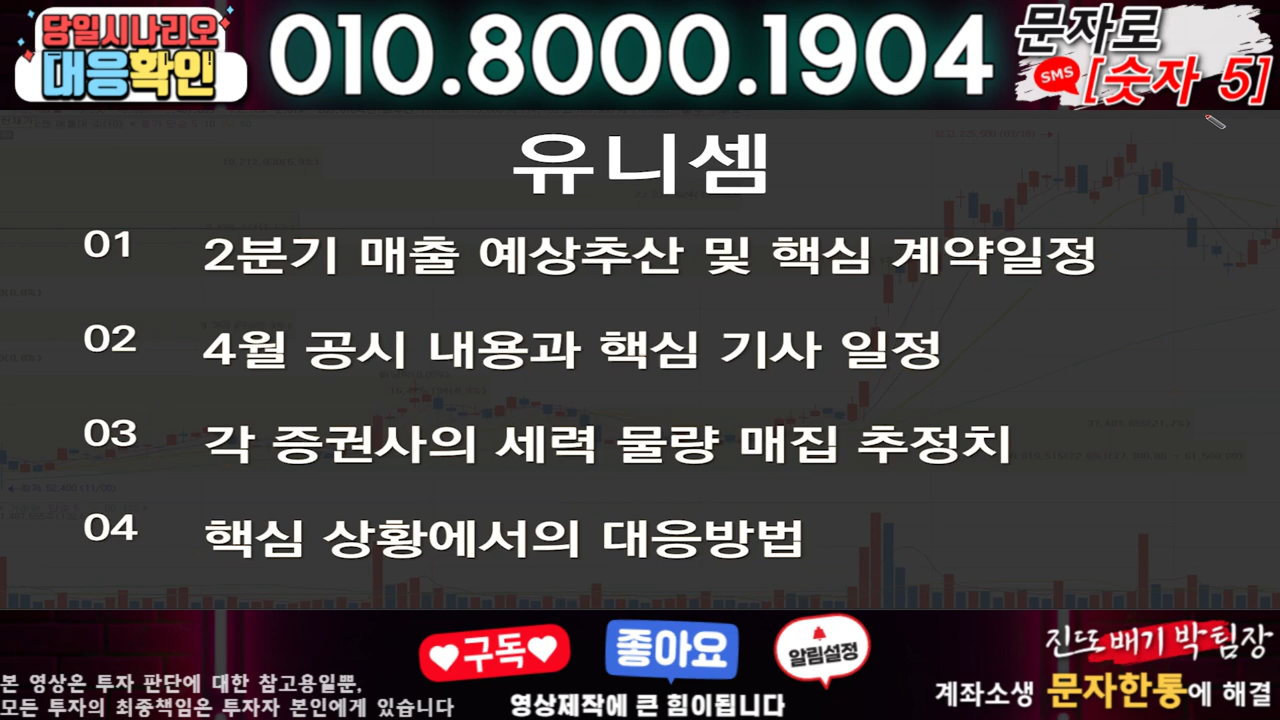 당일시나리오
대응확인
010.8000.1904
문자로
SMS
[숫자 5]
유니셈
01 2분기 매출 예상추산 및 핵심 계약일정
02 4월 공시 내용과 핵심 기사 일정
03 각 증권사의 세력 물량 매집 추정치
04 핵심 상황에서의 대응방법
구독
좋아요
알림설정
영상제작에 큰 힘이됩니다
본 영상은 투자 판단에 대한 참고용일뿐,
모든 투자의 최종책임은 투자자 본인에게 있습니다
진또배기 박팀장
계좌소생 문자한통에 해결